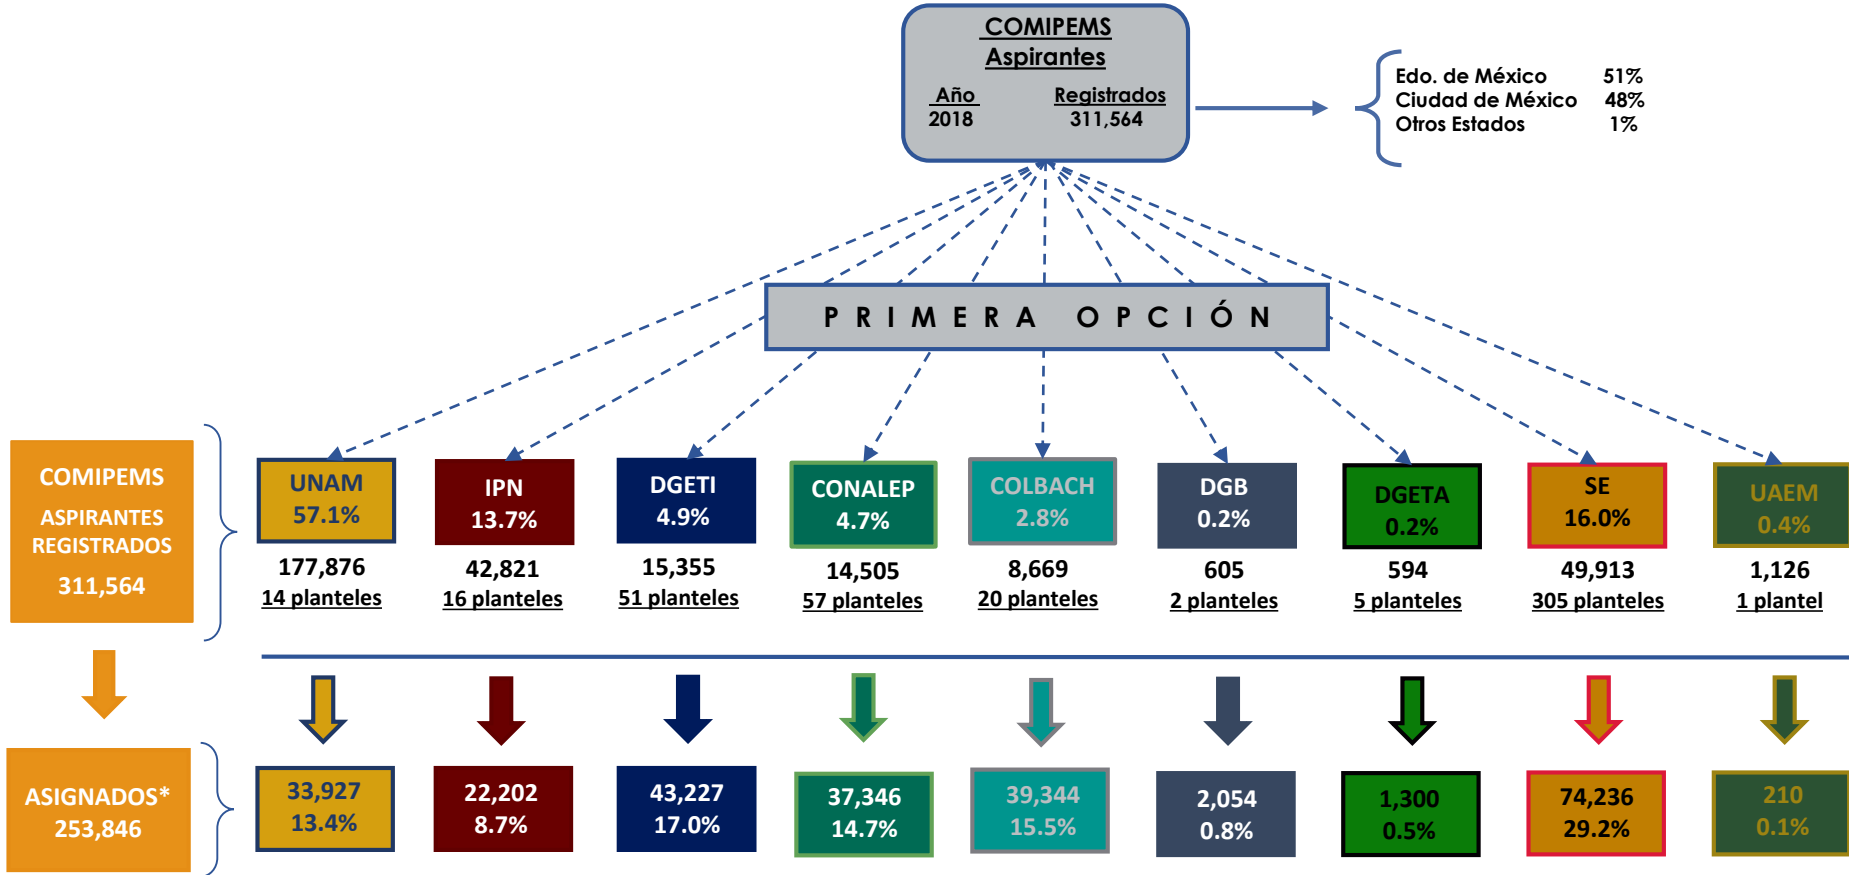 COMIPEMS
Aspirantes
Año Registrados
2018 311,564
Edo. de México 51%
Ciudad de México 48%
Otros Estados 1%
PRIMERA OPCIÓN
COMIPEMS
ASPIRANTES
REGISTRADOS
311,564
UNAM
57.1%
177,876
14 planteles
IPN
13.7%
42,821
16 planteles
DGETI
4.9%
15,355
51 planteles
CONALEP
4.7%
14,505
57 planteles
COLBACH
2.8%
8,669
20 planteles
DGB
0.2%
605
2 planteles
DGETA
0.2%
594
5 planteles
SE
16.0%
49,913
305 planteles
UAEM
0.4%
1,126
1 plantel
ASIGNADOS*
253,846
33,927
13.4%
22,202
8.7%
43,227
17.0%
37,346
14.7%
39,344
15.5%
2,054
0.8%
1,300
0.5%
74,236
29.2%
210
0.1%